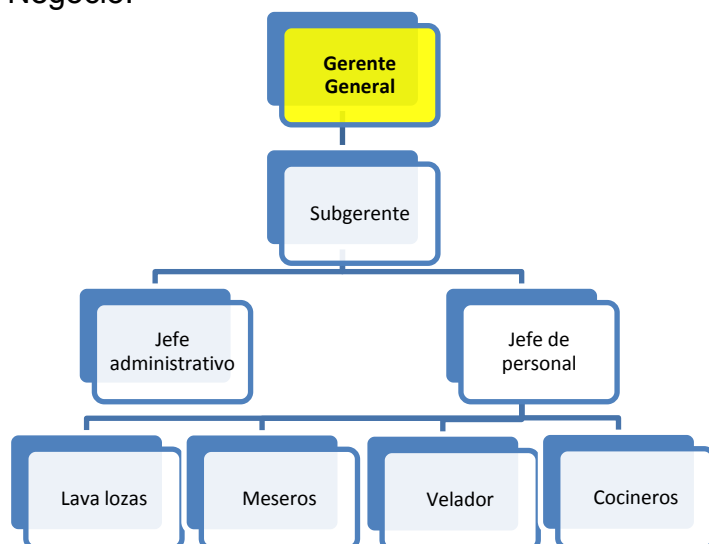 Negocio.
Gerente
General
Subgerente
Jefe
administrativo
Jefe de
personal
Lava lozas
Meseros
Velador
Cocineros